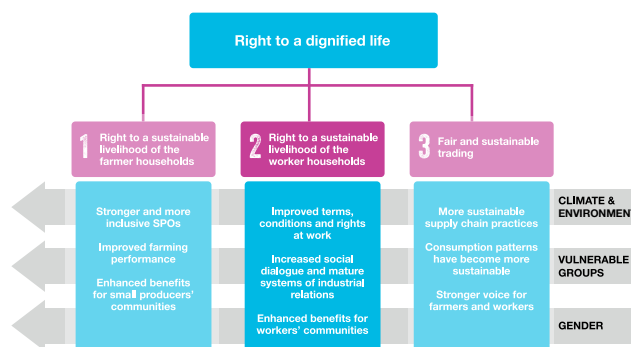 Right to a dignified life
1
Right to a sustainable
livelihood of the
farmer households
2
Right to a sustainable
livelihood of the
worker households
3
Fair and sustainable
trading
Stronger and more
inclusive SPOs
Improved farming
performance
Enhanced benefits
for small producers'
communities
Improved terms,
conditions and rights
at work
Increased social
dialogue and mature
systems of industrial
relations
Enhanced benefits for
workers' communities
More sustainable
supply chain practices
Consumption patterns
have become more
sustainable
Stronger voice for
farmers and workers
CLIMATE &
ENVIRONMENT
VULNERABLE
GROUPS
GENDER